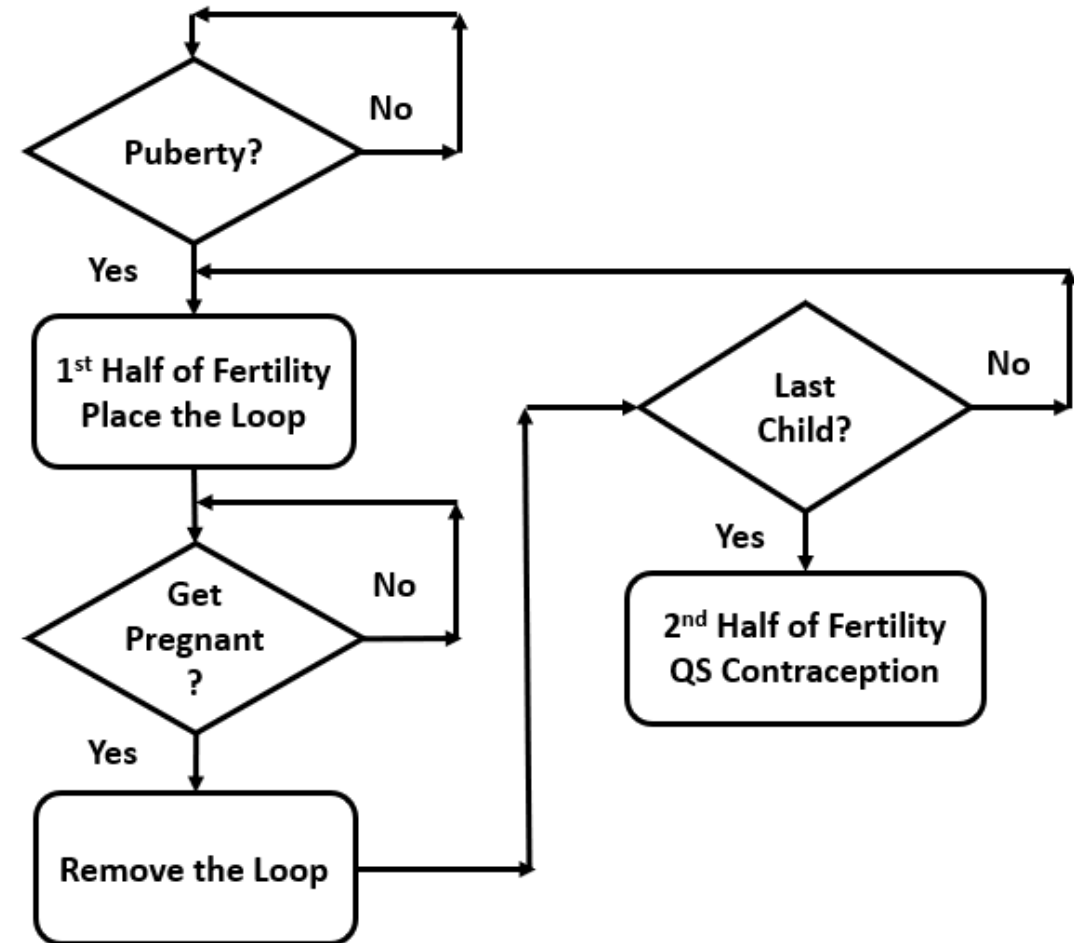 No
Puberty?
Yes
1st Half of Fertility
Place the Loop
Get
Pregnant
?
No
Yes
Remove the Loop
Last
Child?
No
Yes
2nd Half of Fertility
QS Contraception